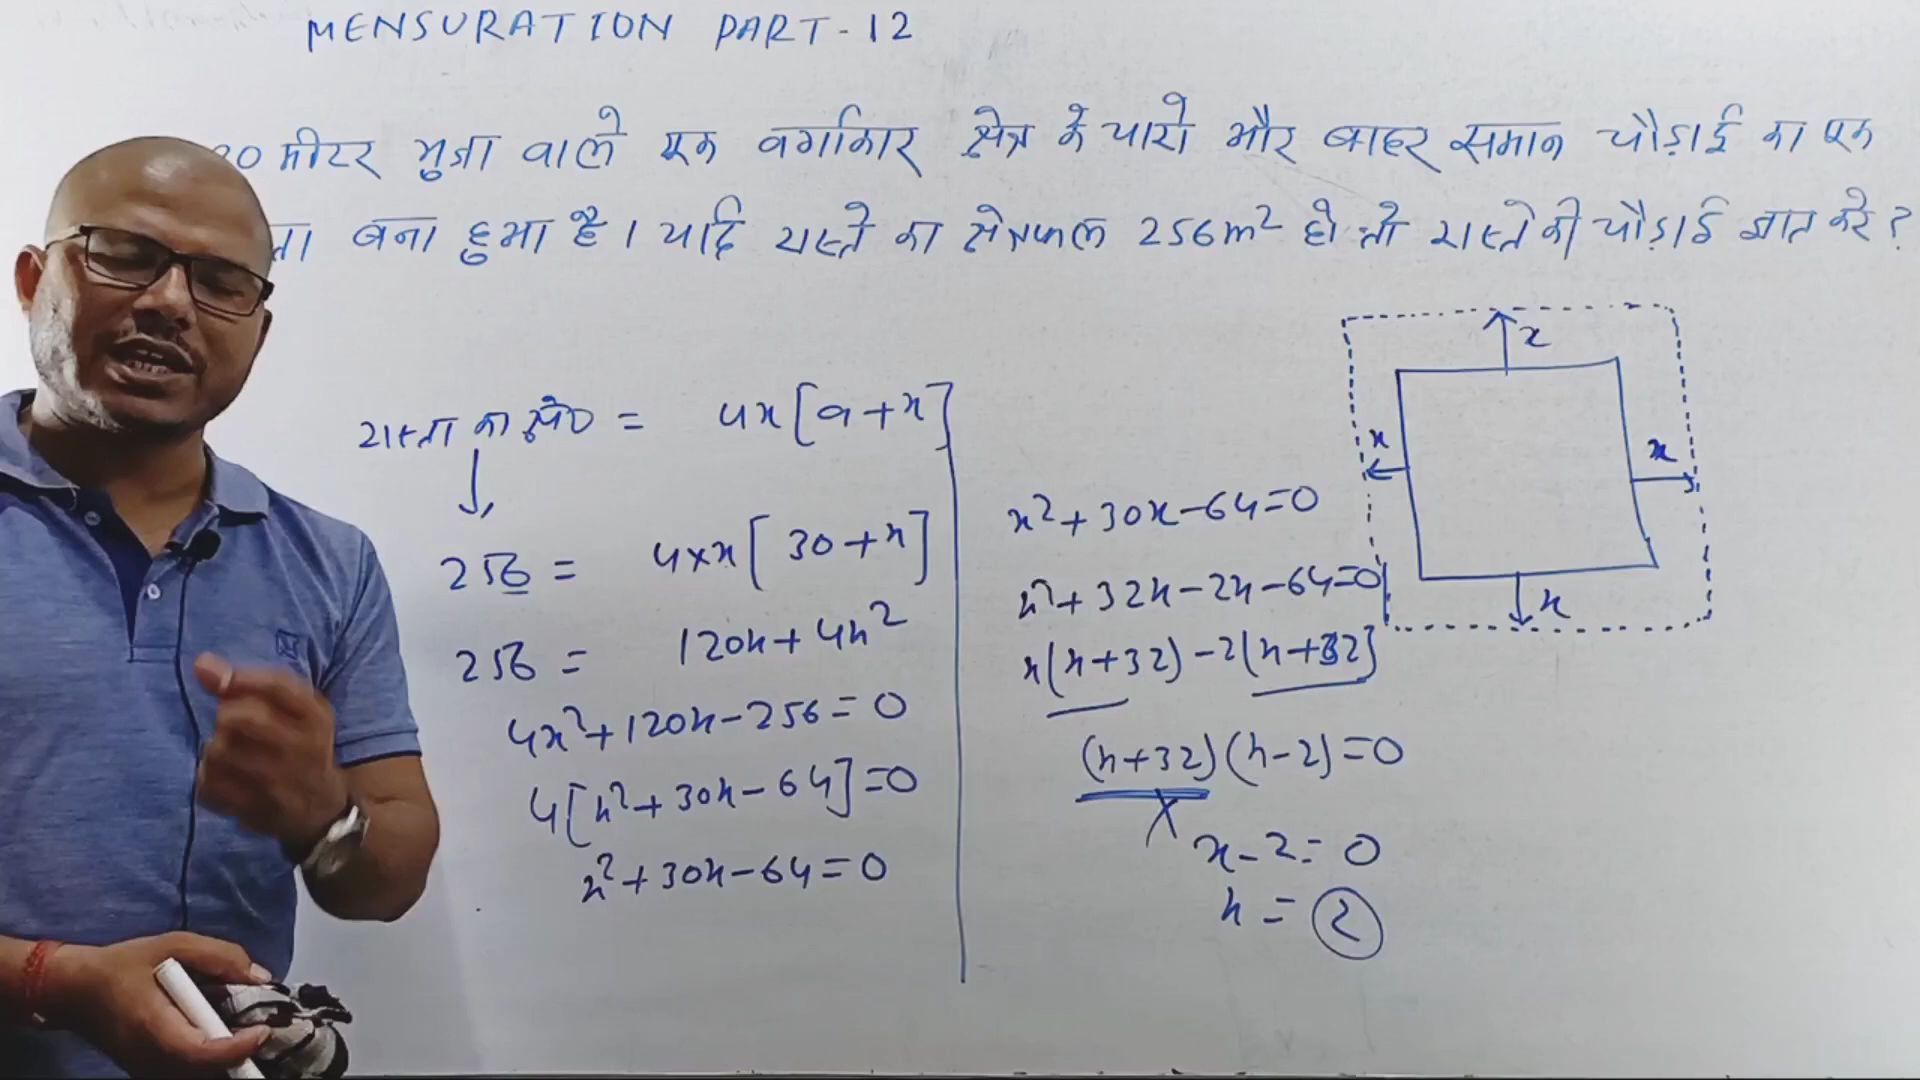 MENSURATION PART-12
30 मीटर भुजा वाले एक वर्गाकार क्षेत्र के चारो ओर बाहर समान चौड़ाई का एक
ता बना हुआ है। यदि रास्ते का क्षेत्रफल 256m² हो तो रास्ते की चौड़ाई ज्ञात करे?
रास्ता का क्षे० = 4x[a+x]
256 = 4×x[30+x]
256 = 120x+4x²
4x²+120x-256=0
4[x²+30x-64]=0
x²+30x-64=0
x²+30x-64=0
x²+32x-2x-64=0
x(x+32)-2(x+32)
(x+32)(x-2)=0
x-2=0
x=2
x
x
x
x